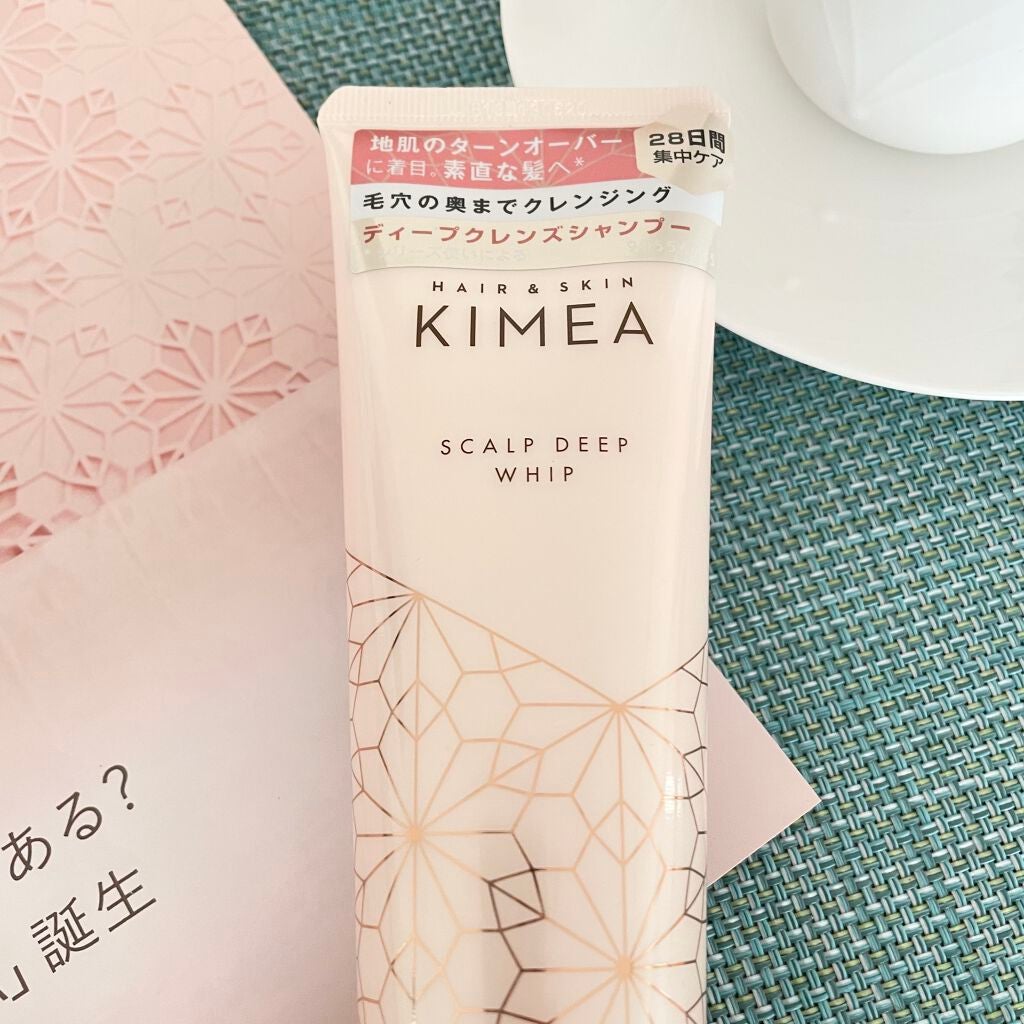 地肌のターンオーバー
に着目。素直な髪へ*
28日間
集中ケア
毛穴の奥までクレンジング
ディープクレンズシャンプー
HAIR & SKIN
KIMEA
SCALP DEEP
WHIP
ある?
」誕生